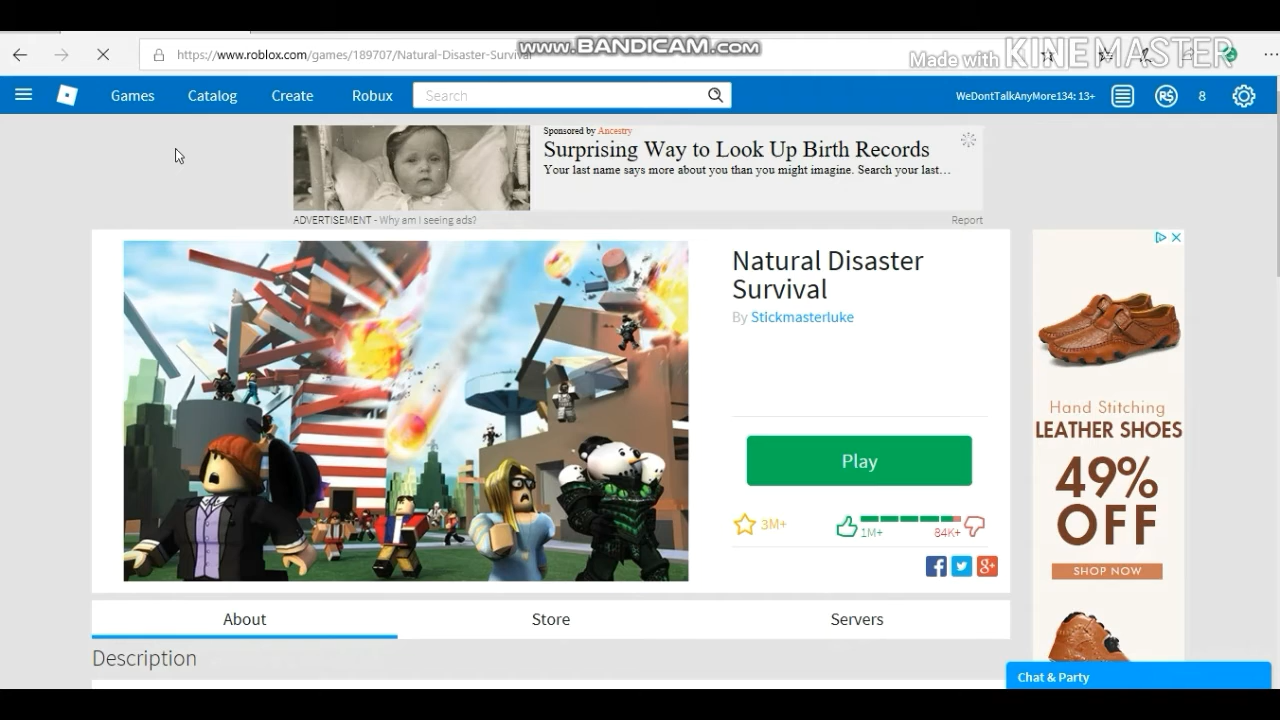 www.BANDICAM.com
Made with KINEMASTER
https://www.roblox.com/games/189707/Natural-Disaster-Survival
Games Catalog Create Robux Search WeDontTalkAnyMore134: 13+ R$ 8
Sponsored by Ancestry
Surprising Way to Look Up Birth Records
Your last name says more about you than you might imagine. Search your last...
ADVERTISEMENT - Why am I seeing ads? Report
Natural Disaster
Survival
By Stickmasterluke
Play
3M+ 1M+ 84K+
About Store Servers
Description
Hand Stitching
LEATHER SHOES
49%
OFF
SHOP NOW
Chat & Party